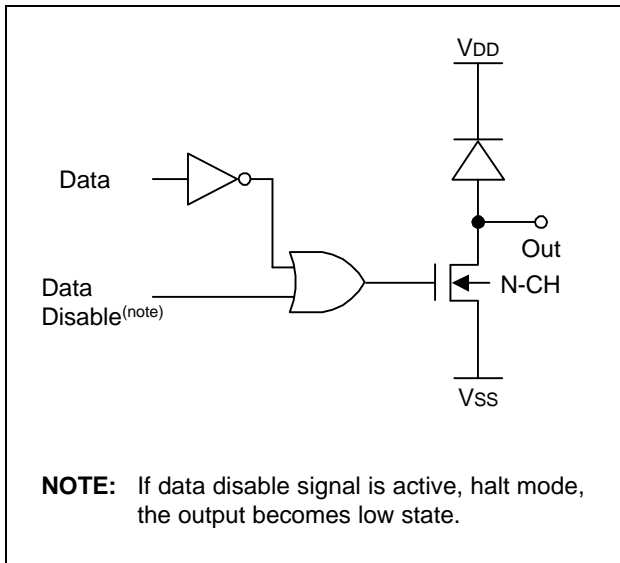 VDD
Data
Out
Data
Disable(note)
N-CH
VSS
NOTE: If data disable signal is active, halt mode,
the output becomes low state.